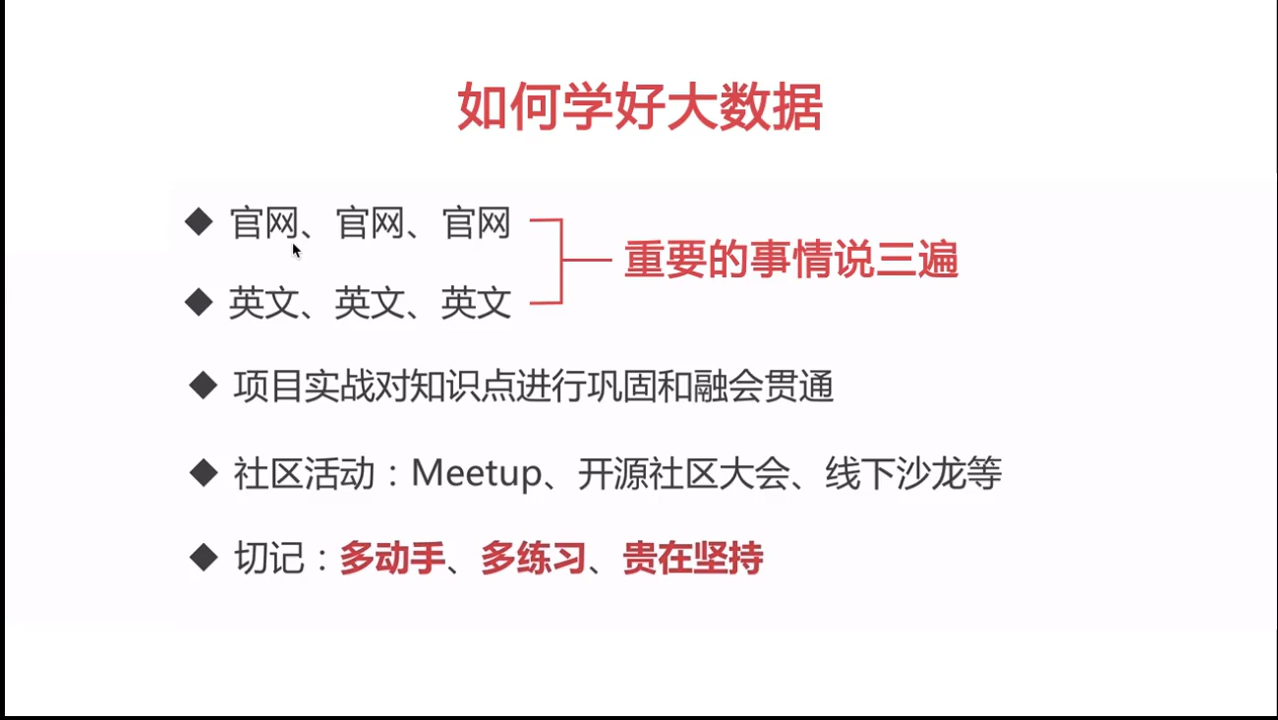 如何学好大数据
◆ 官网、官网、官网
重要的事情说三遍
◆ 英文、英文、英文
◆ 项目实战对知识点进行巩固和融会贯通
◆ 社区活动：Meetup、开源社区大会、线下沙龙等
◆ 切记：多动手、多练习、贵在坚持